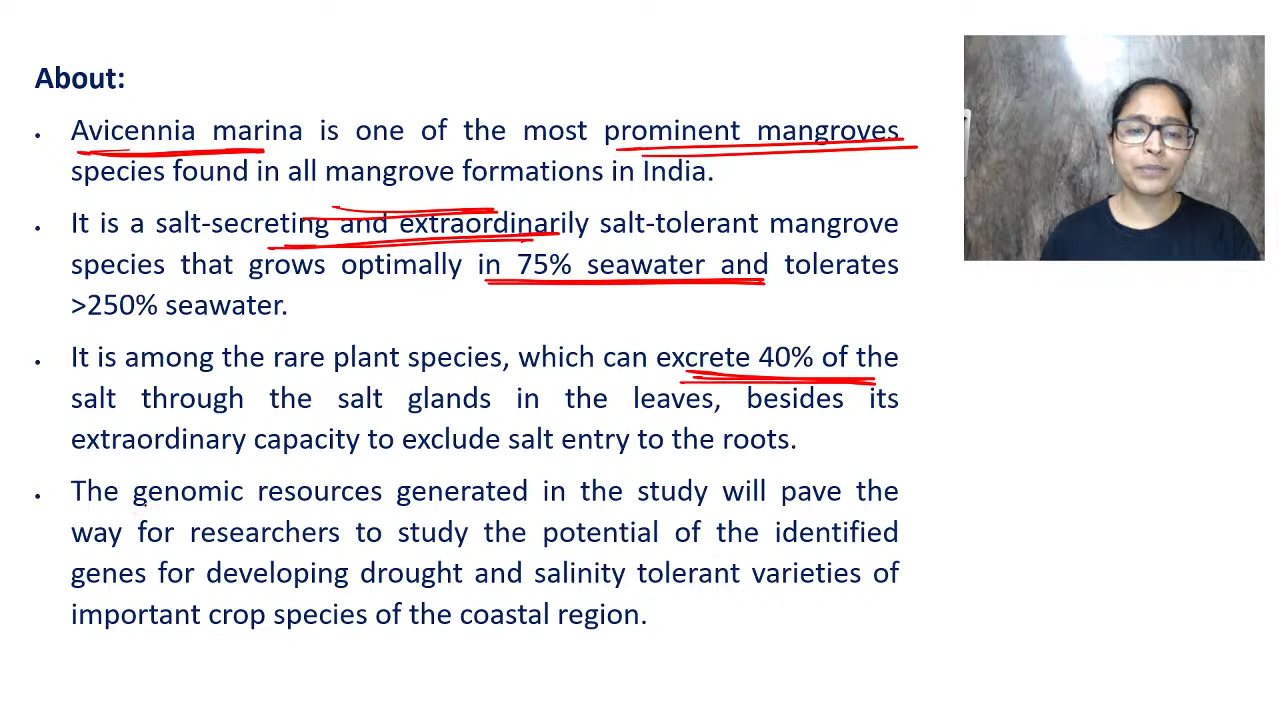 About:
• Avicennia marina is one of the most prominent mangroves
species found in all mangrove formations in India.
• It is a salt-secreting and extraordinarily salt-tolerant mangrove
species that grows optimally in 75% seawater and tolerates
>250% seawater.
• It is among the rare plant species, which can excrete 40% of the
salt through the salt glands in the leaves, besides its
extraordinary capacity to exclude salt entry to the roots.
• The genomic resources generated in the study will pave the
way for researchers to study the potential of the identified
genes for developing drought and salinity tolerant varieties of
important crop species of the coastal region.